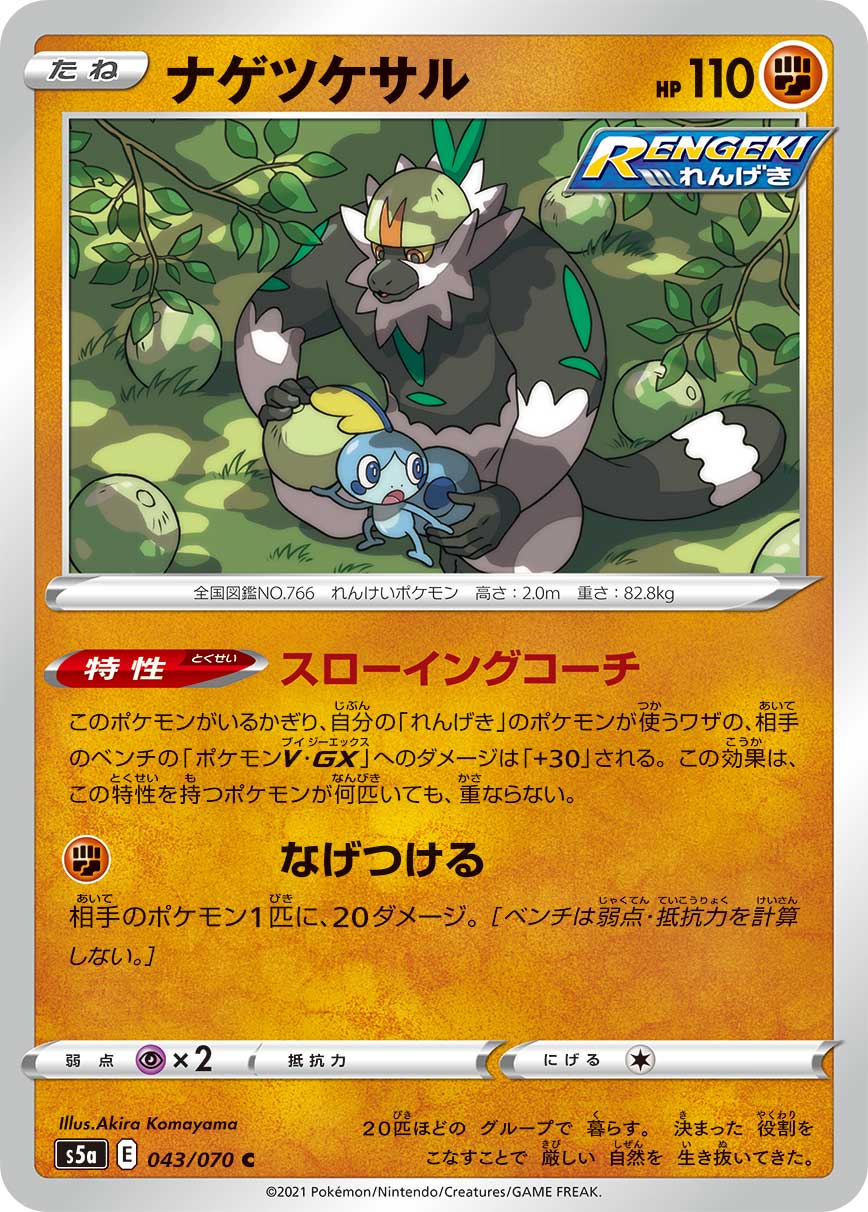 たね ナゲツケサル HP 110
RENGEKI
れんげき
全国図鑑NO.766 れんけいポケモン 高さ:2.0m 重さ:82.8kg
特性 とくせい スローイングコーチ
このポケモンがいるかぎり、自分の「れんげき」のポケモンが使うワザの、相手
のベンチの「ポケモンV・GX」へのダメージは「+30」される。この効果は、
この特性を持つポケモンが何匹いても、重ならない。
なげつける
相手のポケモン1匹に、20ダメージ。[ベンチは弱点・抵抗力を計算
しない。]
弱点 ×2 抵抗力 にげる
Illus.Akira Komayama
s5a E 043/070 C
20匹ほどの グループで 暮らす。 決まった 役割を
こなすことで 厳しい 自然を 生き抜いてきた。
©2021 Pokémon/Nintendo/Creatures/GAME FREAK.